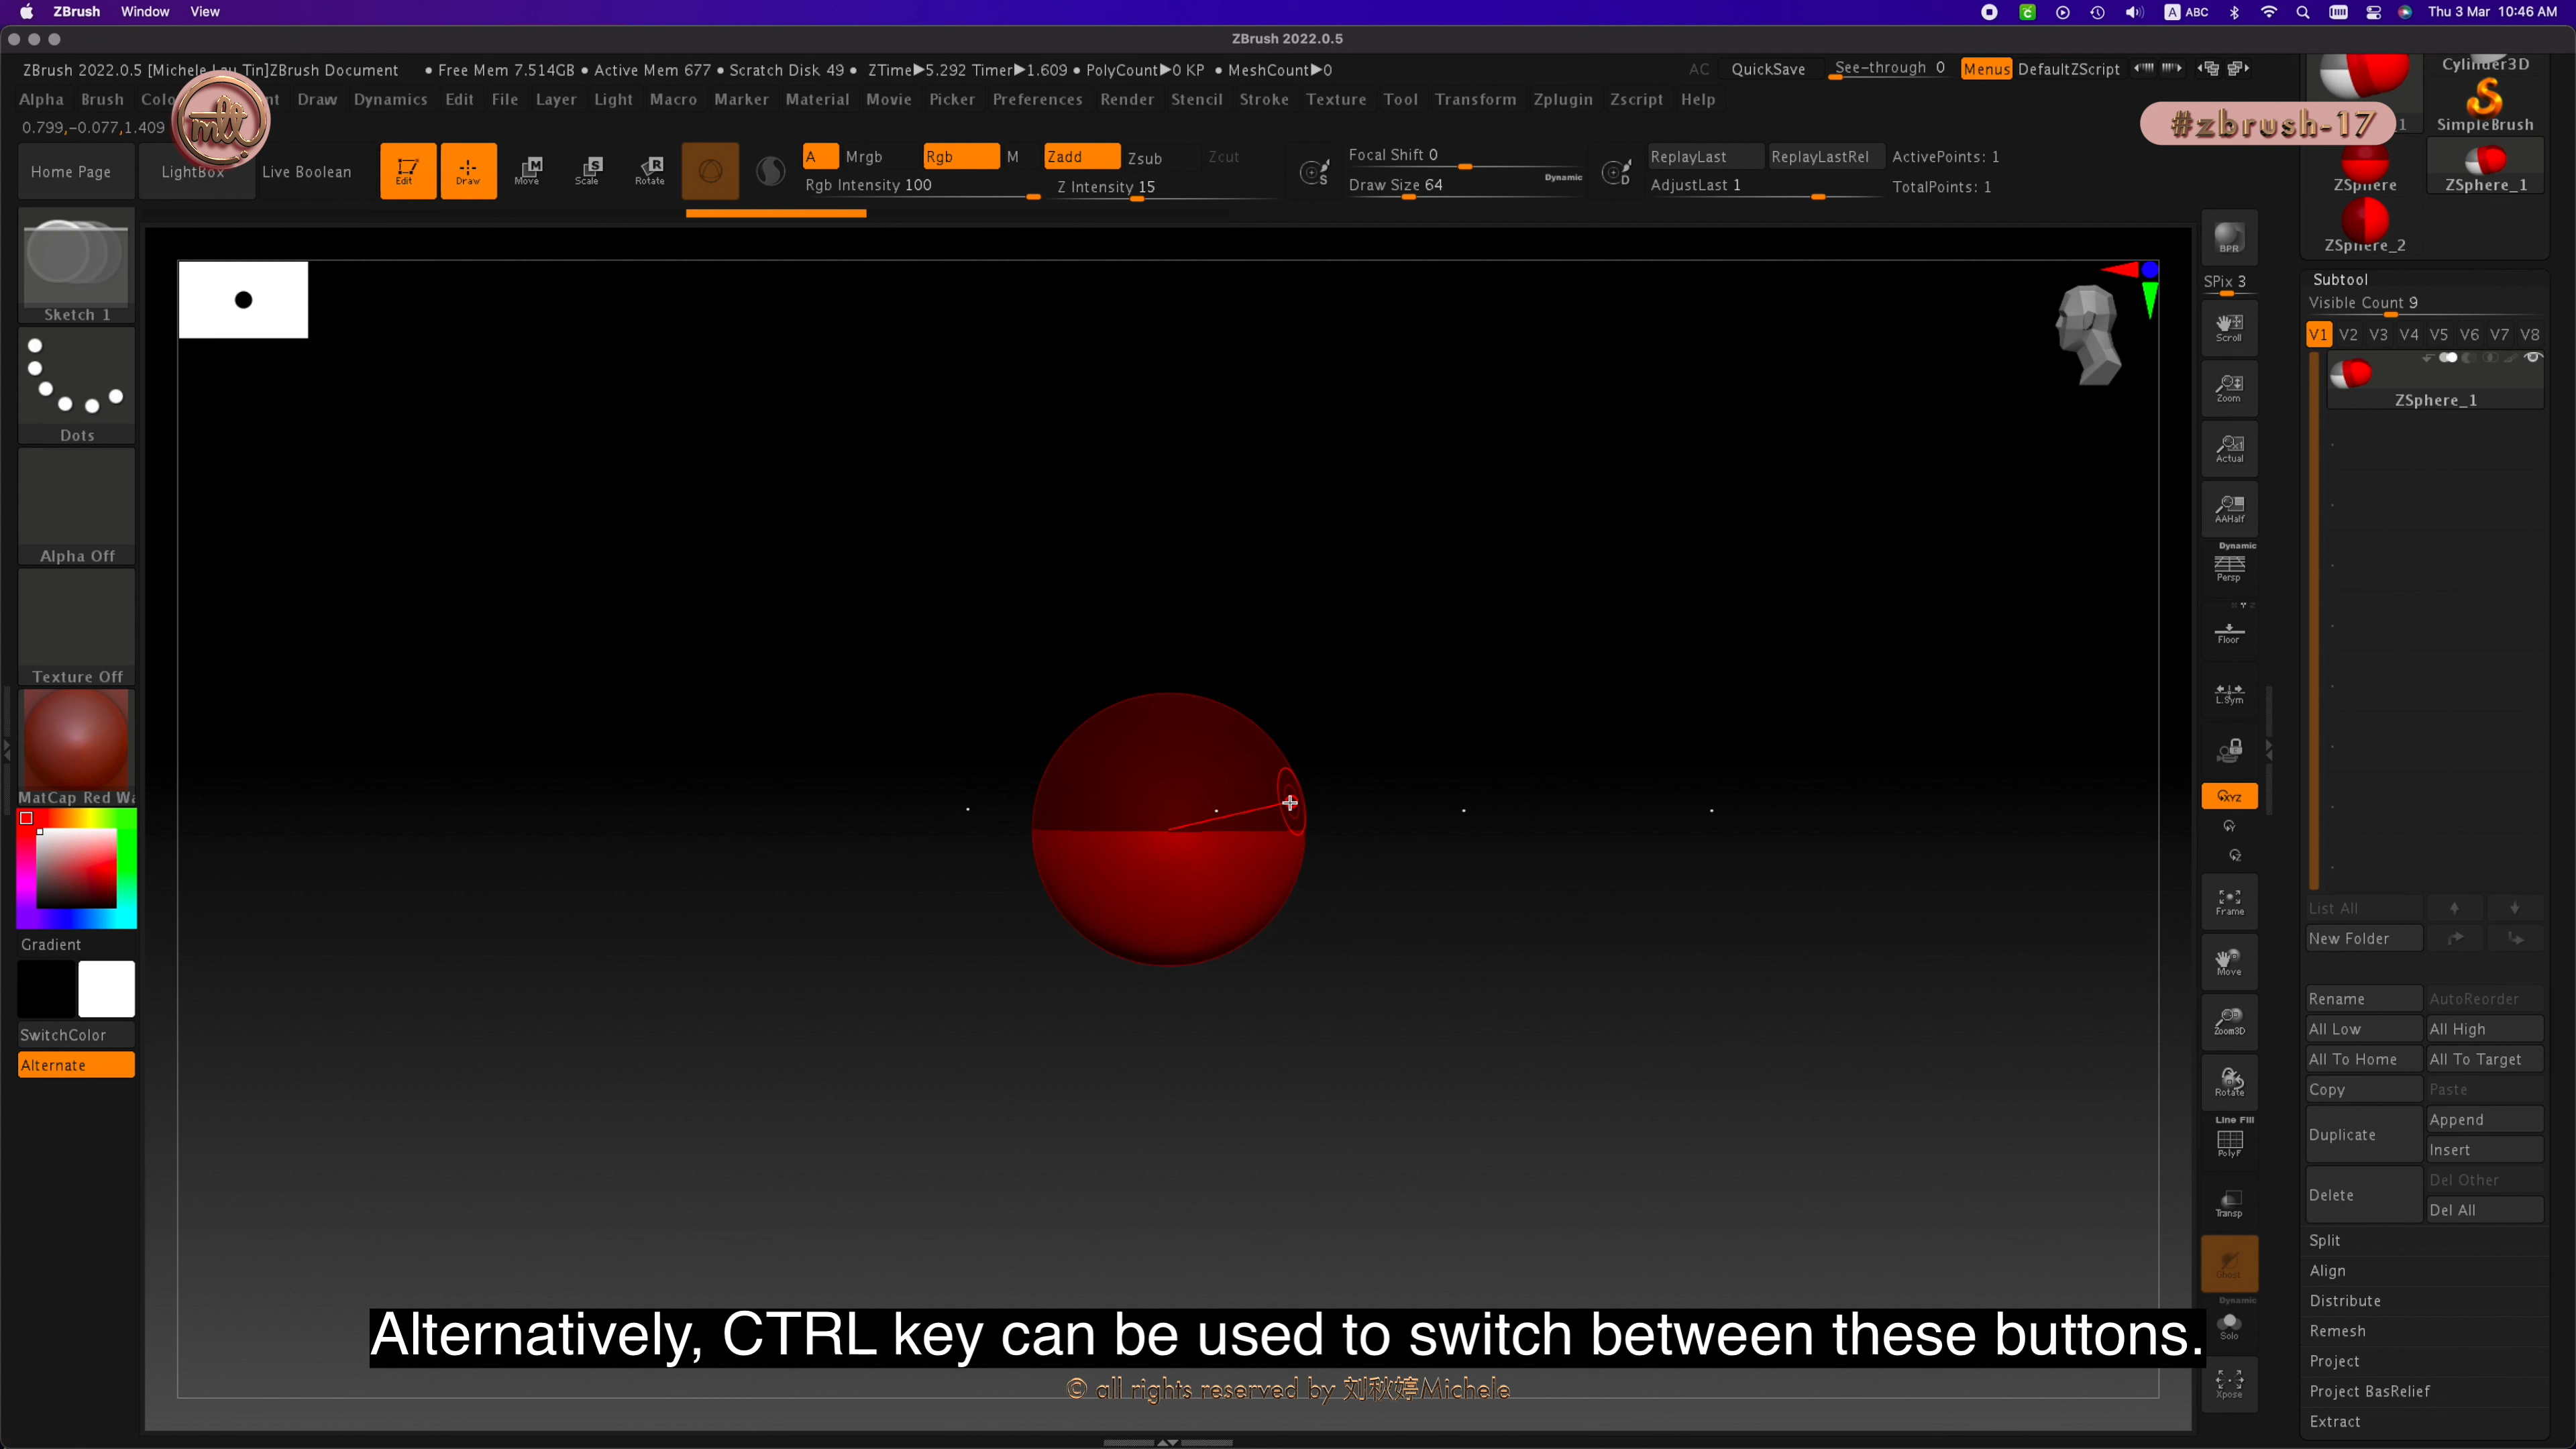 ZBrush Window View
ABC Thu 3 Mar 10:46 AM
ZBrush 2022.0.5
ZBrush 2022.0.5 [Michele Lau Tin]ZBrush Document • Free Mem 7.514GB • Active Mem 677 • Scratch Disk 49 • ZTime▶5.292 Timer▶1.609 • PolyCount▶0 KP • MeshCount▶0
AC QuickSave See-through 0 Menus DefaultZScript
Alpha Brush nt Draw Dynamics Edit File Layer Light Macro Marker Material Movie Picker Preferences Render Stencil Stroke Texture Tool Transform Zplugin Zscript Help
0.799,-0.077,1.409
mlt.
#zbrush-17
Home Page
LightBox
Live Boolean
Edit
Draw
M
Move
S
Scale
R
Rotate
A Mrgb Rgb M Zadd Zsub Zcut
Rgb Intensity 100
Z Intensity 15
S
Focal Shift 0
Draw Size 64
Dynamic
D
ReplayLast ReplayLastRel ActivePoints: 1
AdjustLast 1 TotalPoints: 1
Sketch 1
Dots
Alpha Off
Texture Off
MatCap Red Wa
Gradient
SwitchColor
Alternate
BPR
SPix 3
Scroll
Zoom
Actual
AAHalf
Dynamic
Persp
Floor
L.Sym
XYZ
Y
Z
Frame
Move
Zoom3D
Rotate
Line Fill
PolyF
Transp
Ghost
Dynamic
Solo
Xpose
Cylinder3D
SimpleBrush
ZSphere
ZSphere_1
ZSphere_2
Subtool
Visible Count 9
V1 V2 V3 V4 V5 V6 V7 V8
ZSphere_1
List All
New Folder
Rename AutoReorder
All Low All High
All To Home All To Target
Copy Paste
Duplicate Append
Insert
Delete Del Other
Del All
Split
Align
Distribute
Remesh
Project
Project BasRelief
Extract
Alternatively, CTRL key can be used to switch between these buttons.
© all rights reserved by 刘秋婷Michele